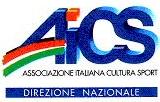 AiCS
ASSOCIAZIONE ITALIANA CULTURA SPORT
DIREZIONE NAZIONALE